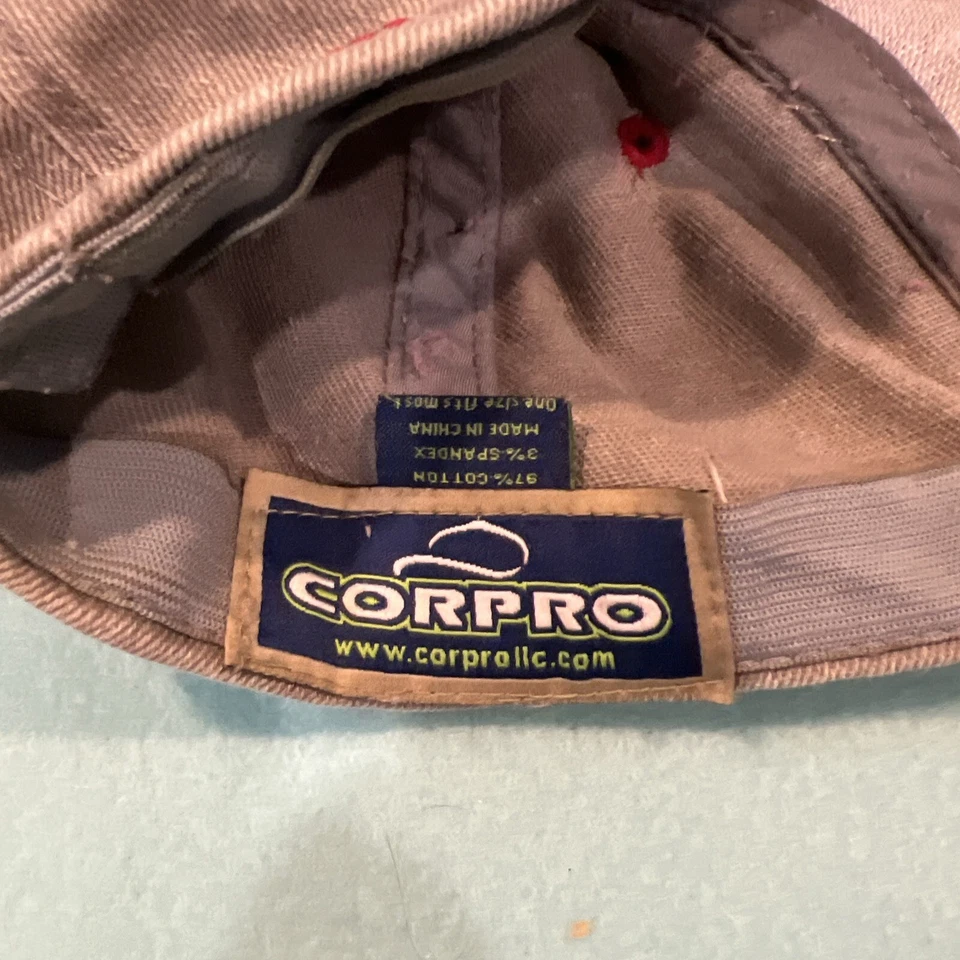 One size fits most
MADE IN CHINA
3% SPANDEX
97% COTTON
CORPRO
www.corprollc.com